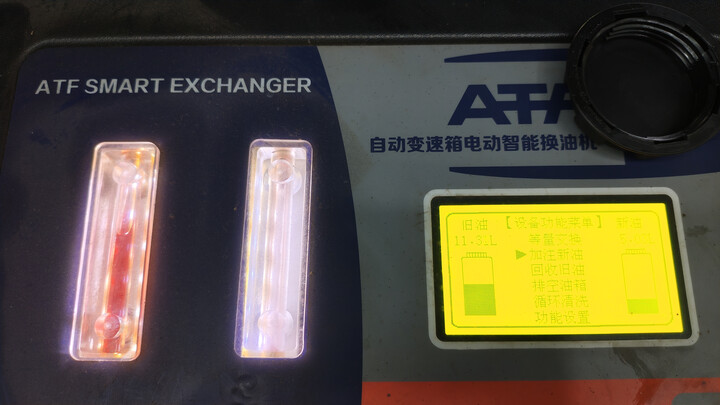 ATF SMART EXCHANGER
ATA
自动变速箱电动智能换油机
旧油 【设备功能菜单】 新油
11.3L 等量交换
▶加注新油
回收旧油
排空油箱
循环清洗
功能设置